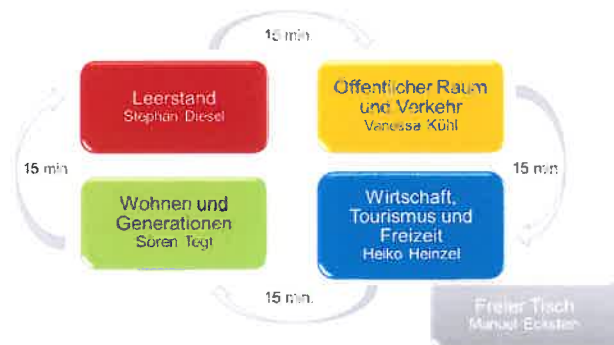 15 min.
Leerstand
Stephan Diesel
Öffentlicher Raum
und Verkehr
Vanessa Kühl
15 min
15 min
Wohnen und
Generationen
Sören Tegt
Wirtschaft,
Tourismus und
Freizeit
Heiko Heinzel
15 min.
Freier Tisch
Manuel Eckstein